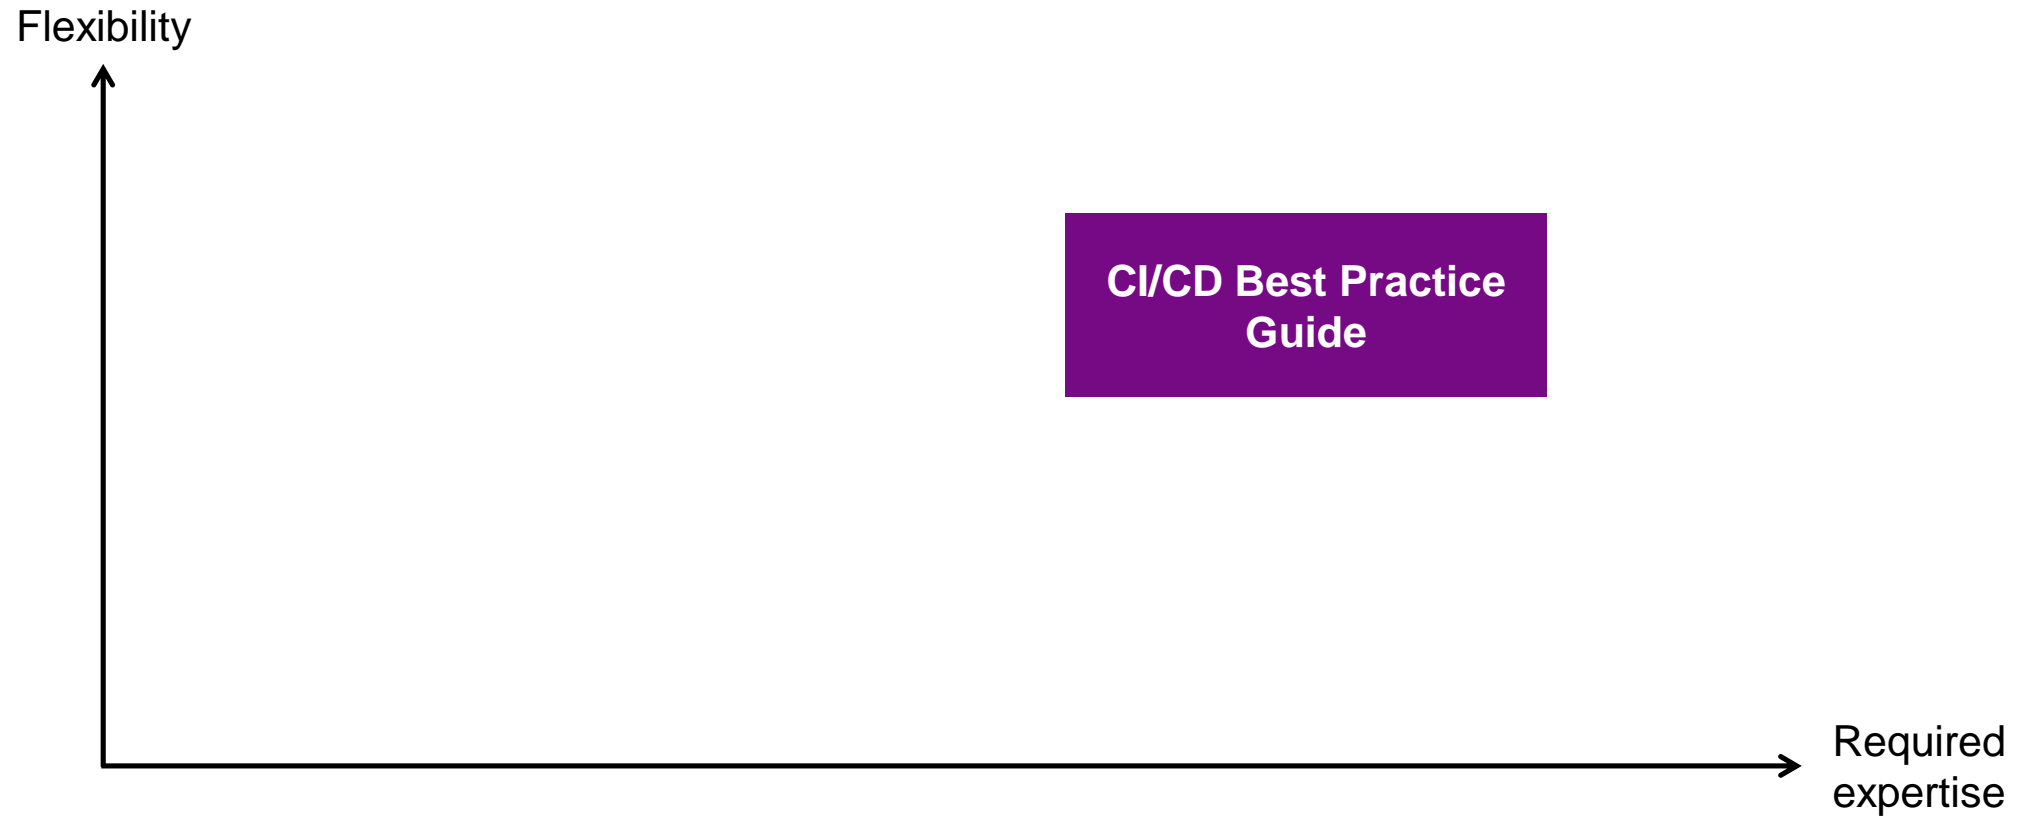 Flexibility
CI/CD Best Practice
Guide
Required
expertise